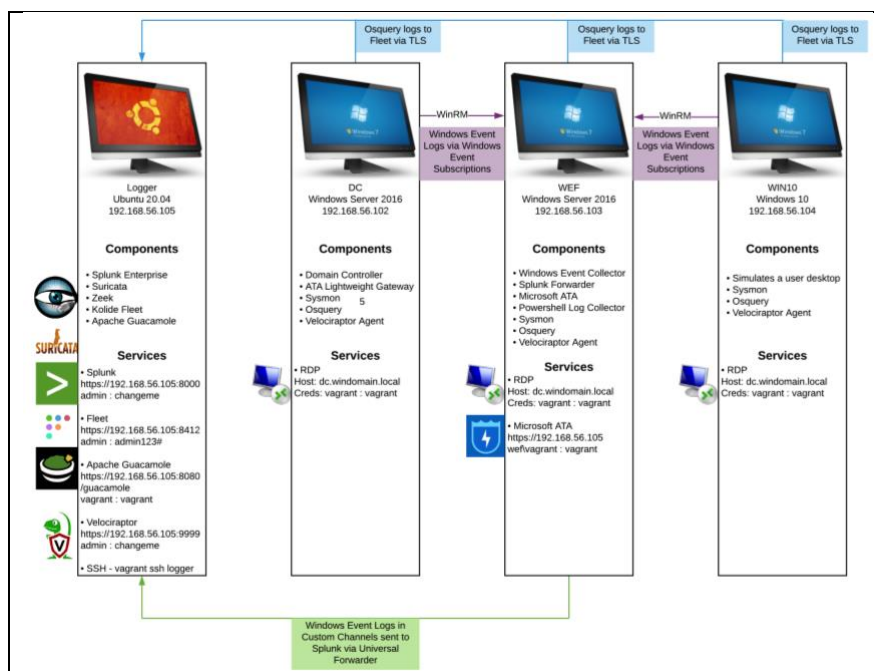 Osquery logs to
Fleet via TLS
Osquery logs to
Fleet via TLS
Osquery logs to
Fleet via TLS
WinRM
Windows Event
Logs via Windows
Event
Subscriptions
WinRM
Windows Event
Logs via Windows
Event
Subscriptions
Logger
Ubuntu 20.04
192.168.56.105
Components
• Splunk Enterprise
• Suricata
• Zeek
• Kolide Fleet
• Apache Guacamole
SURICATA
Services
• Splunk
https://192.168.56.105:8000
admin : changeme
• Fleet
https://192.168.56.105:8412
admin : admin123#
• Apache Guacamole
https://192.168.56.105:8080
/guacamole
vagrant : vagrant
• Velociraptor
https://192.168.56.105:9999
admin : changeme
• SSH - vagrant ssh logger
DC
Windows Server 2016
192.168.56.102
Components
• Domain Controller
• ATA Lightweight Gateway
• Sysmon 5
• Osquery
• Velociraptor Agent
Services
• RDP
Host: dc.windomain.local
Creds: vagrant : vagrant
WEF
Windows Server 2016
192.168.56.103
Components
• Windows Event Collector
• Splunk Forwarder
• Microsoft ATA
• Powershell Log Collector
• Sysmon
• Osquery
• Velociraptor Agent
Services
• RDP
Host: dc.windomain.local
Creds: vagrant : vagrant
• Microsoft ATA
https://192.168.56.105
wef\vagrant : vagrant
WIN10
Windows 10
192.168.56.104
Components
• Simulates a user desktop
• Sysmon
• Osquery
• Velociraptor Agent
Services
• RDP
Host: dc.windomain.local
Creds: vagrant : vagrant
Windows Event Logs in
Custom Channels sent to
Splunk via Universal
Forwarder